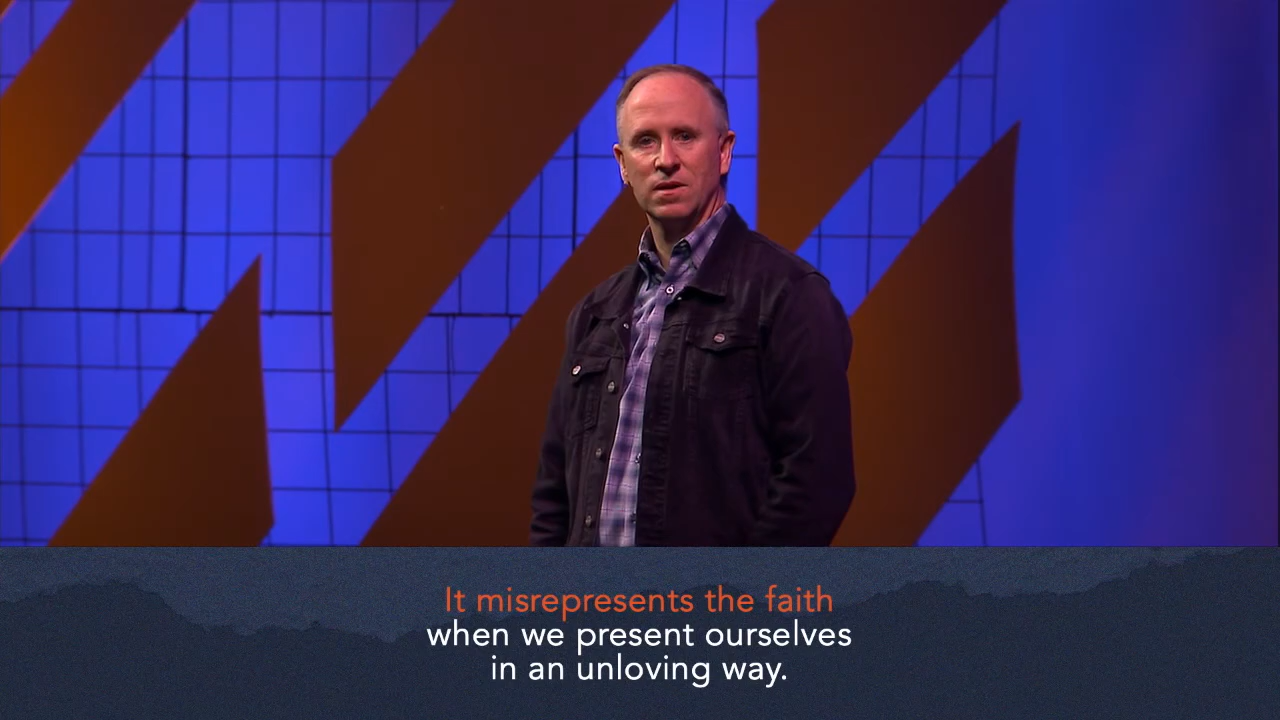 It misrepresents the faith
when we present ourselves
in an unloving way.